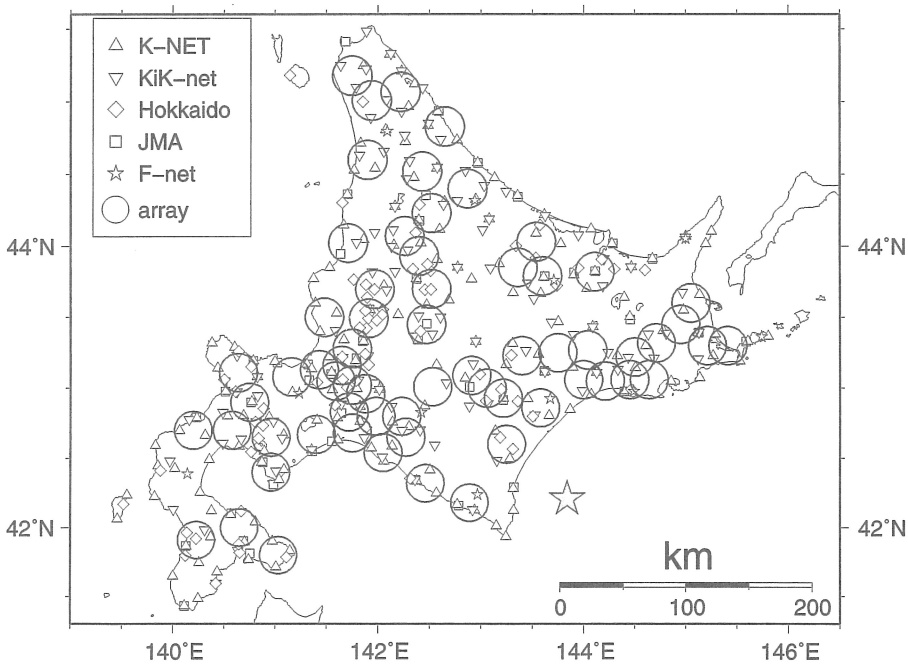 K–NET
KiK–net
Hokkaido
JMA
F–net
array
44˚N
44˚N
42˚N
42˚N
km
0
100
200
140˚E
142˚E
144˚E
146˚E